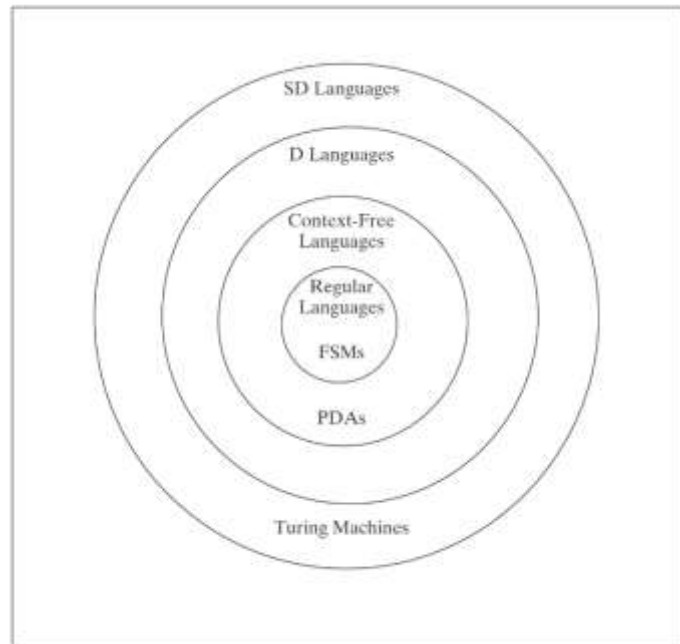 SD Languages
D Languages
Context-Free
Languages
Regular
Languages
FSMs
PDAs
Turing Machines